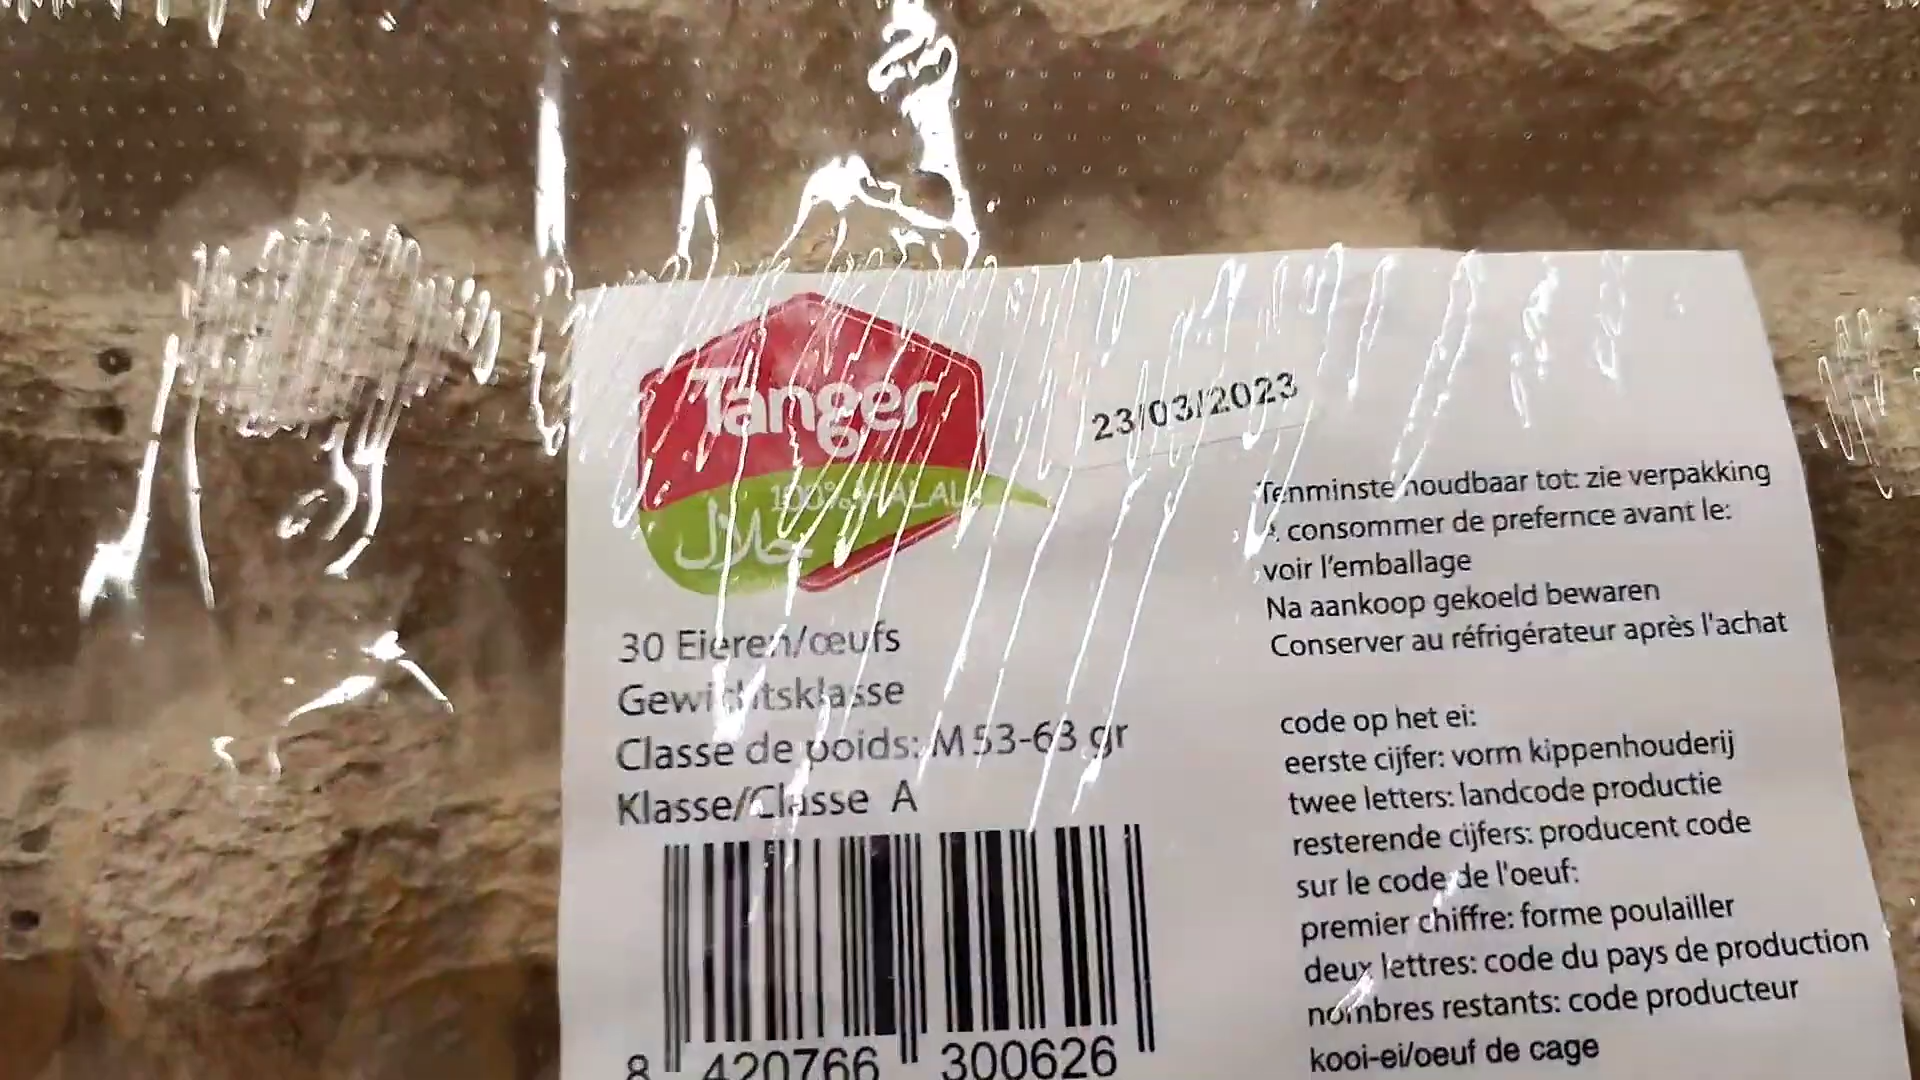 Tanger
100% HALAL
حلال
23/03/2023
30 Eieren/œufs
Gewichtsklasse
Classe de poids: M 53-63 gr
Klasse/Classe A
8 420766 300626
Tenminste houdbaar tot: zie verpakking
A consommer de prefernce avant le:
voir l'emballage
Na aankoop gekoeld bewaren
Conserver au réfrigérateur après l'achat
code op het ei:
eerste cijfer: vorm kippenhouderij
twee letters: landcode productie
resterende cijfers: producent code
sur le code de l'oeuf:
premier chiffre: forme poulailler
deux lettres: code du pays de production
nombres restants: code producteur
kooi-ei/oeuf de cage